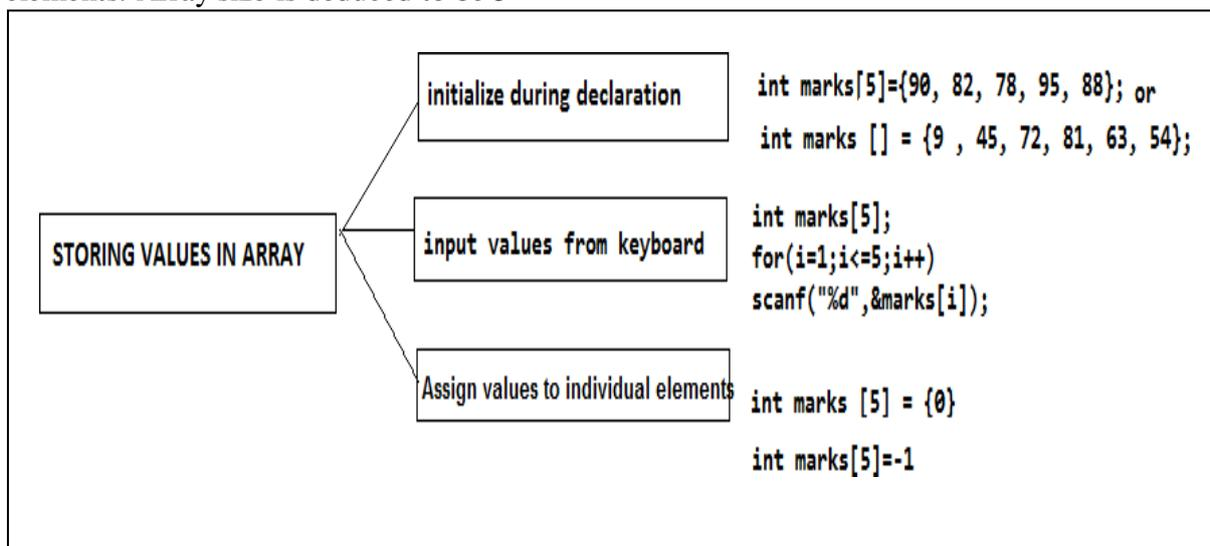 initialize during declaration
int marks[5]={90, 82, 78, 95, 88}; or
int marks [] = {9 , 45, 72, 81, 63, 54};
STORING VALUES IN ARRAY
input values from keyboard
int marks[5];
for(i=1;i<=5;i++)
scanf("%d",&marks[i]);
Assign values to individual elements
int marks [5] = {0}
int marks[5]=-1